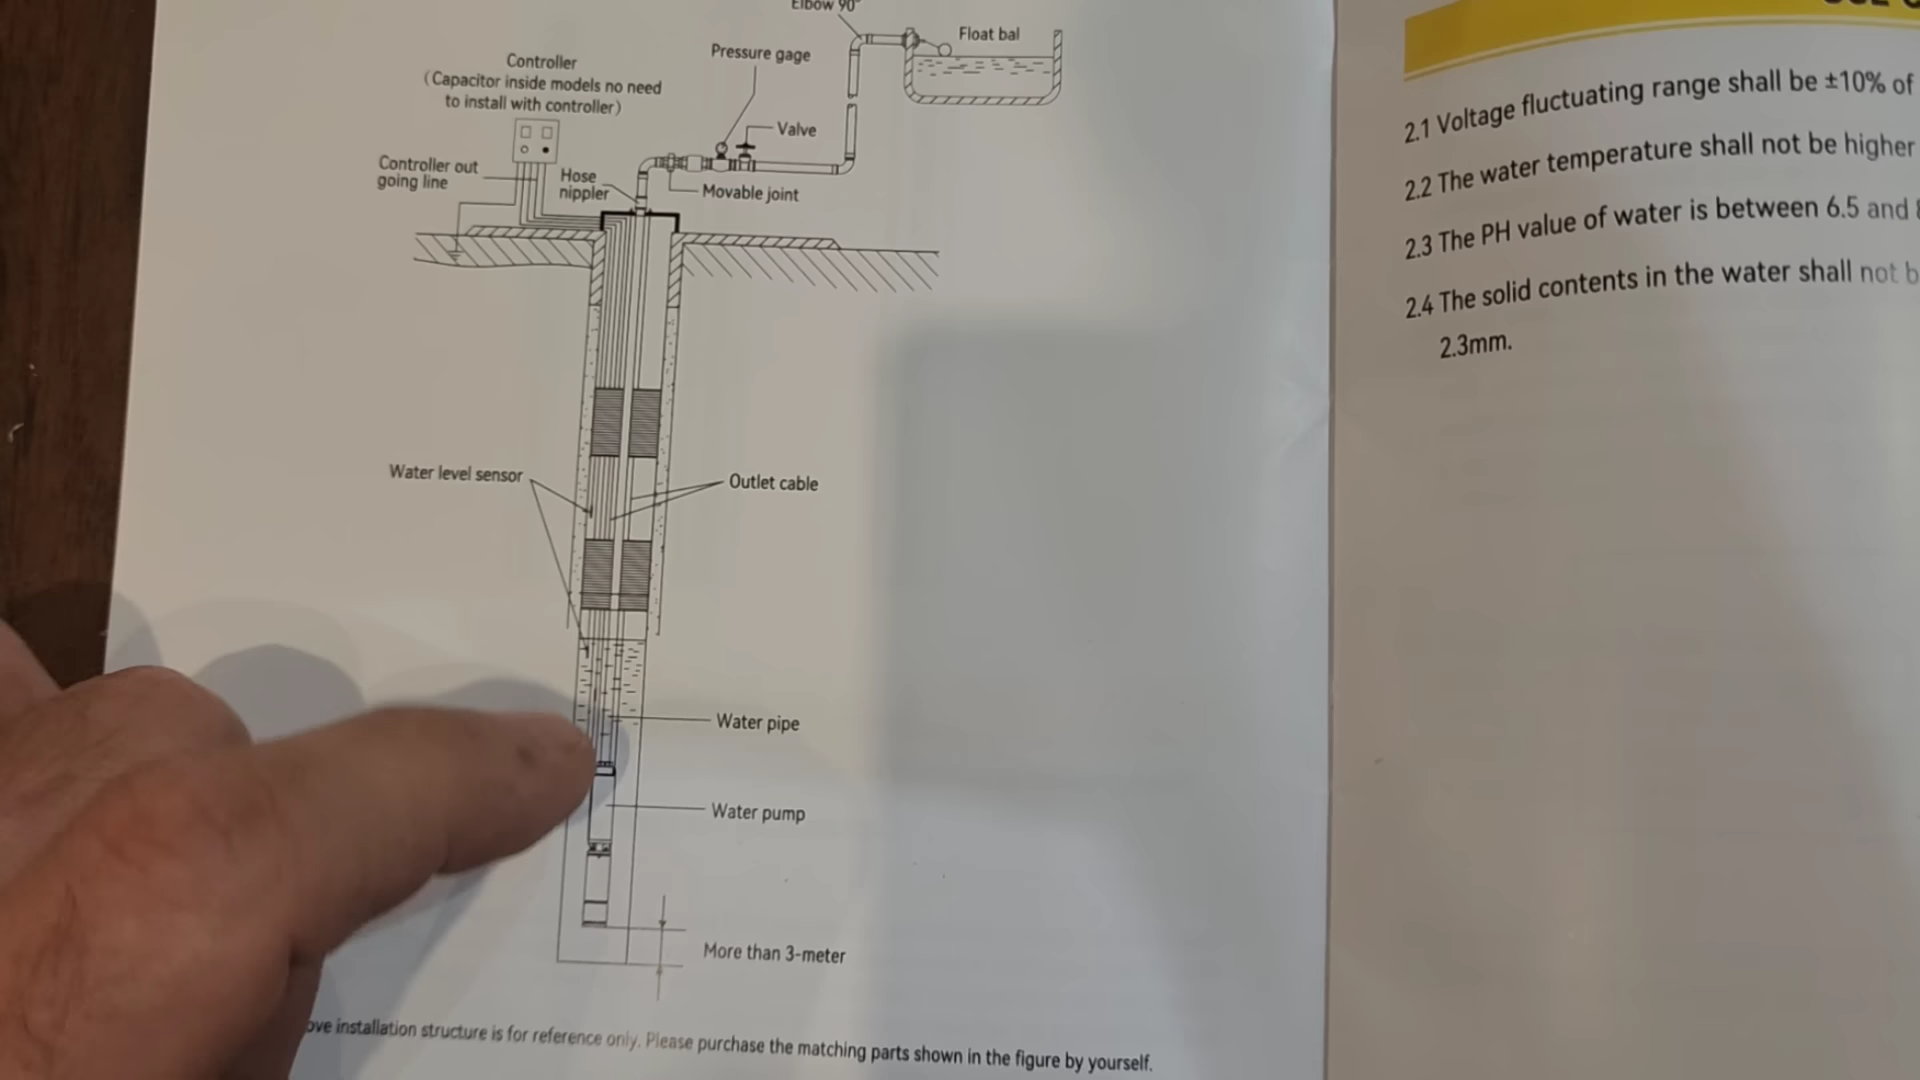 Elbow 90°
Float bal
Pressure gage
Controller
(Capacitor inside models no need
to install with controller)
Valve
Controller out
going line
Hose
nippler
Movable joint
Water level sensor
Outlet cable
Water pipe
Water pump
More than 3-meter
installation structure is for reference only. Please purchase the matching parts shown in the figure by yourself.
2.1 Voltage fluctuating range shall be ±10% of
2.2 The water temperature shall not be higher
2.3 The PH value of water is between 6.5 and
2.4 The solid contents in the water shall not
2.3mm.